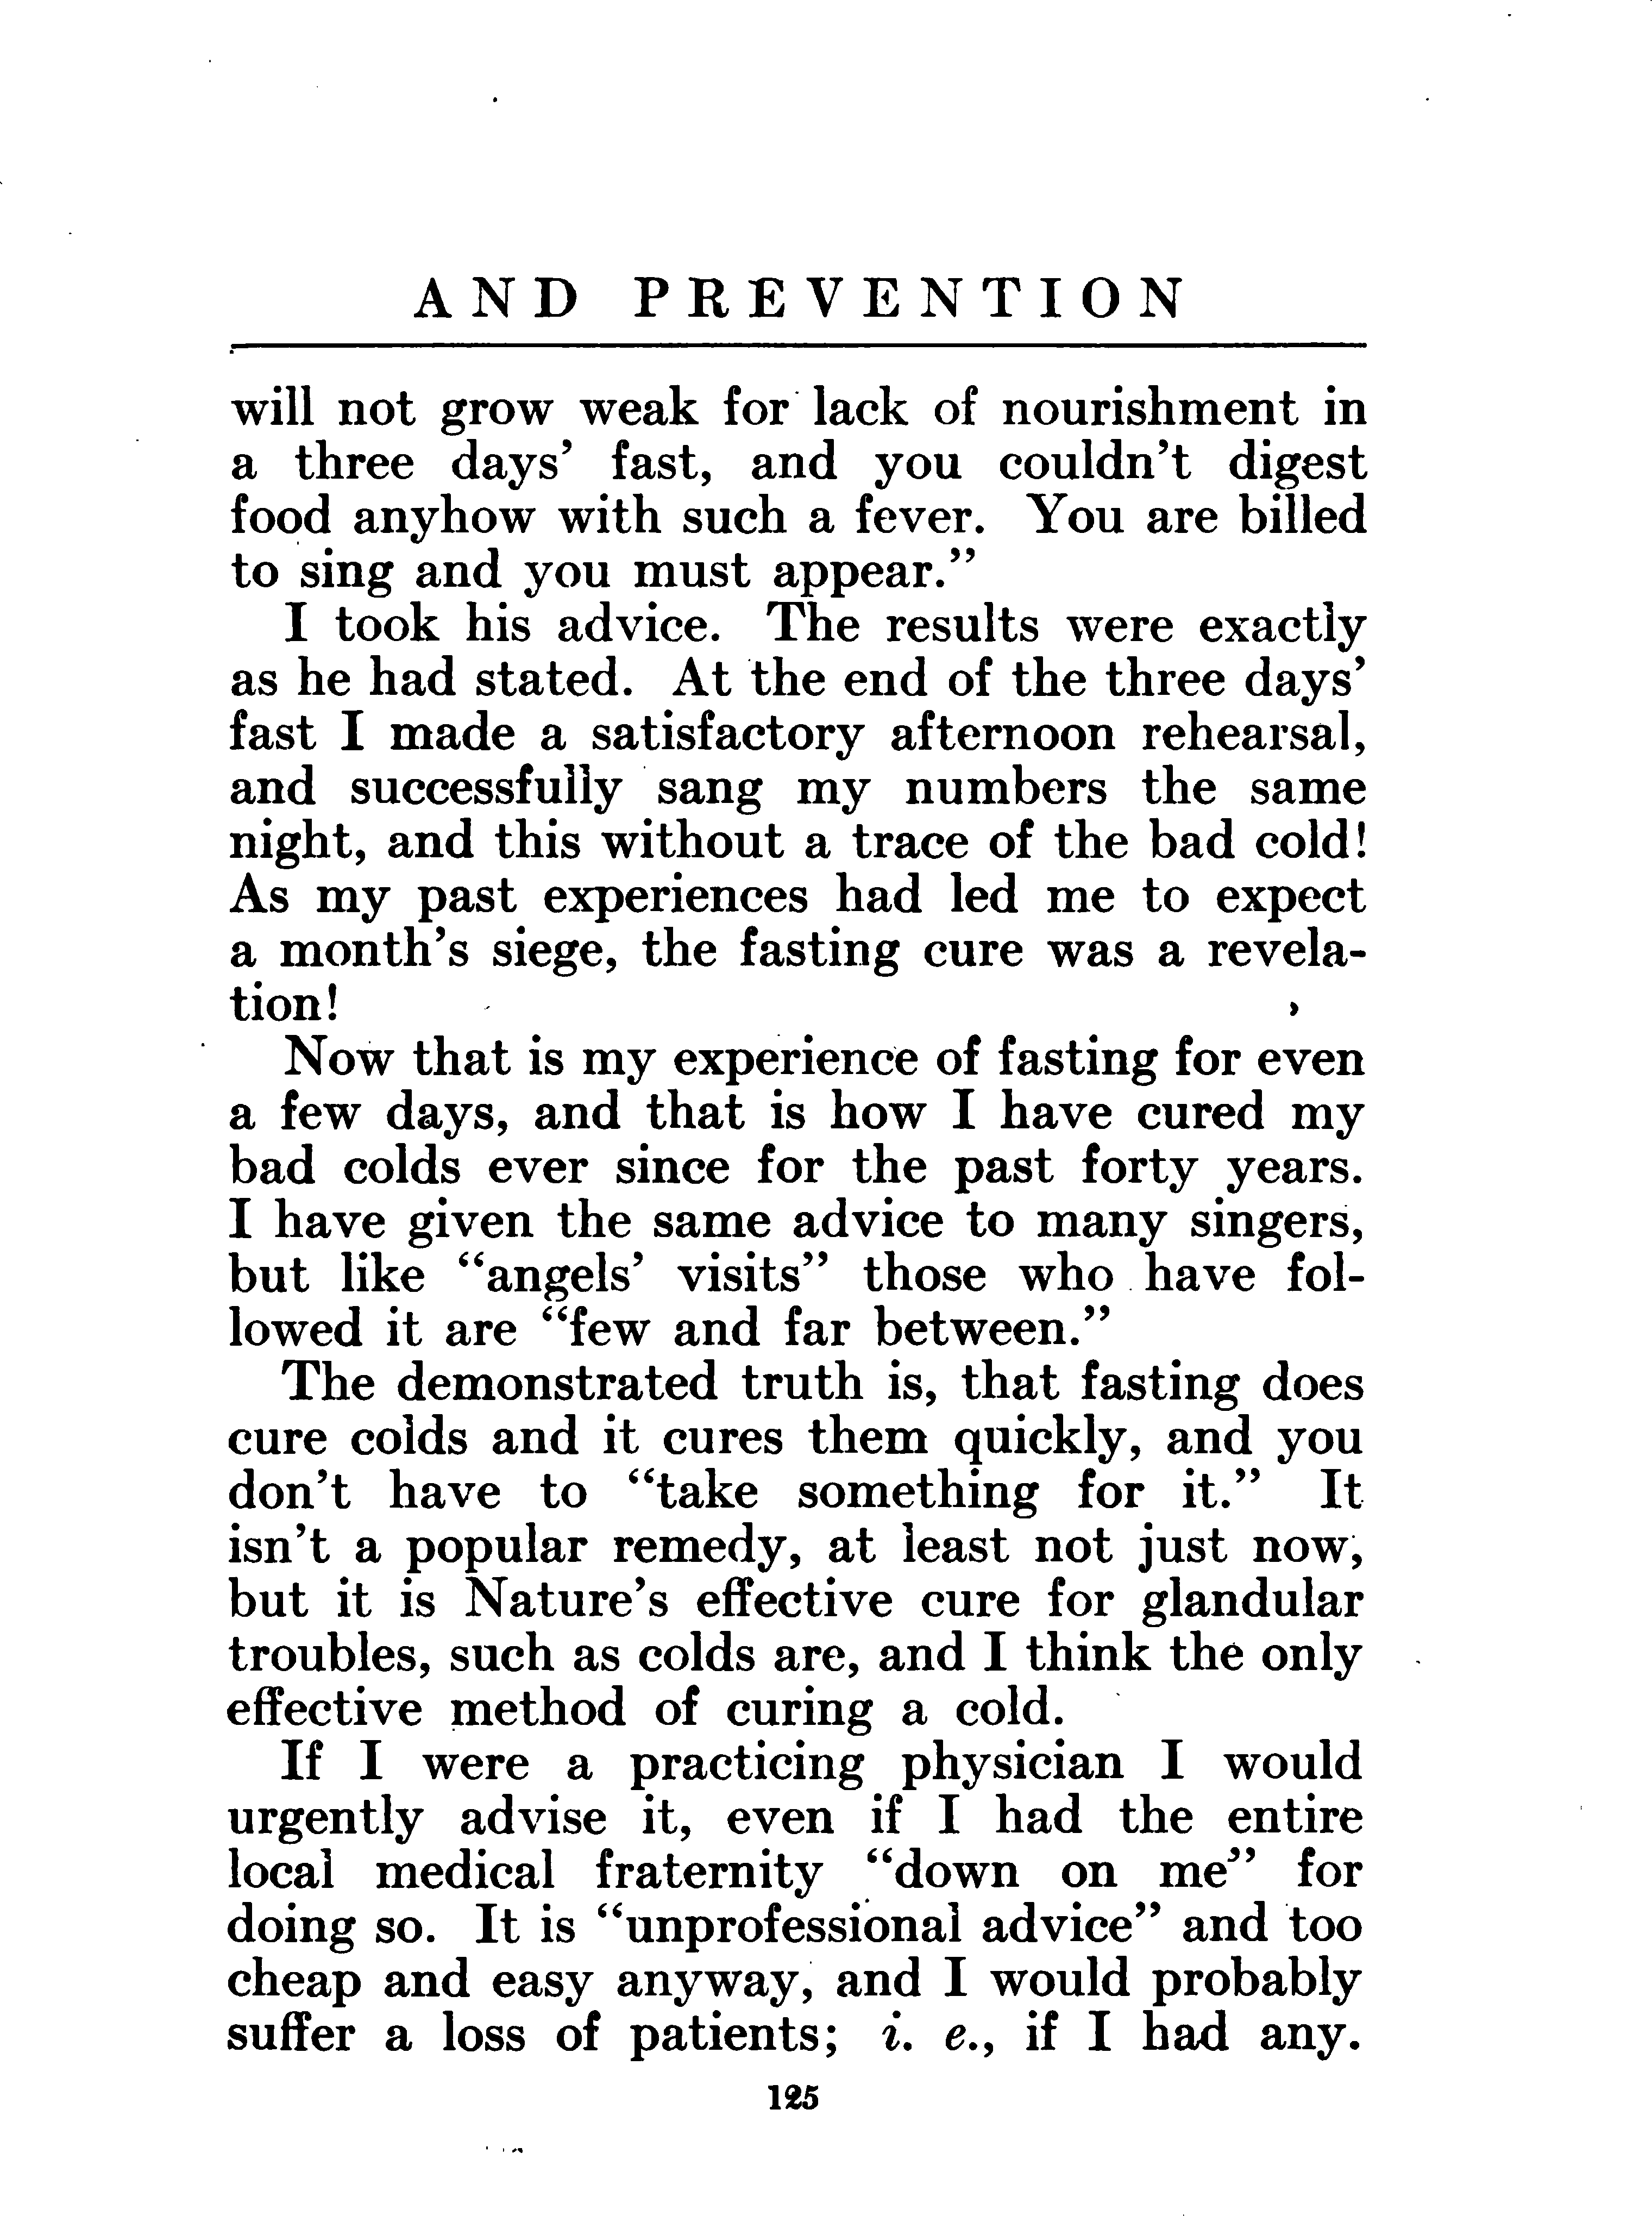 AND PREVENTION
will not grow weak for lack of nourishment in
a three days' fast, and you couldn't digest
food anyhow with such a fever. You are billed
to sing and you must appear."
I took his advice. The results were exactly
as he had stated. At the end of the three days'
fast I made a satisfactory afternoon rehearsal,
and successfully sang my numbers the same
night, and this without a trace of the bad cold!
As my past experiences had led me to expect
a month's siege, the fasting cure was a revela-
tion!
Now that is my experience of fasting for even
a few days, and that is how I have cured my
bad colds ever since for the past forty years.
I have given the same advice to many singers,
but like "angels' visits" those who have fol-
lowed it are "few and far between."
The demonstrated truth is, that fasting does
cure colds and it cures them quickly, and you
don't have to "take something for it." It
isn't a popular remedy, at least not just now,
but it is Nature's effective cure for glandular
troubles, such as colds are, and I think the only
effective method of curing a cold.
If I were a practicing physician I would
urgently advise it, even if I had the entire
local medical fraternity "down on me" for
doing so. It is "unprofessional advice" and too
cheap and easy anyway, and I would probably
suffer a loss of patients; i. e., if I had any.
125